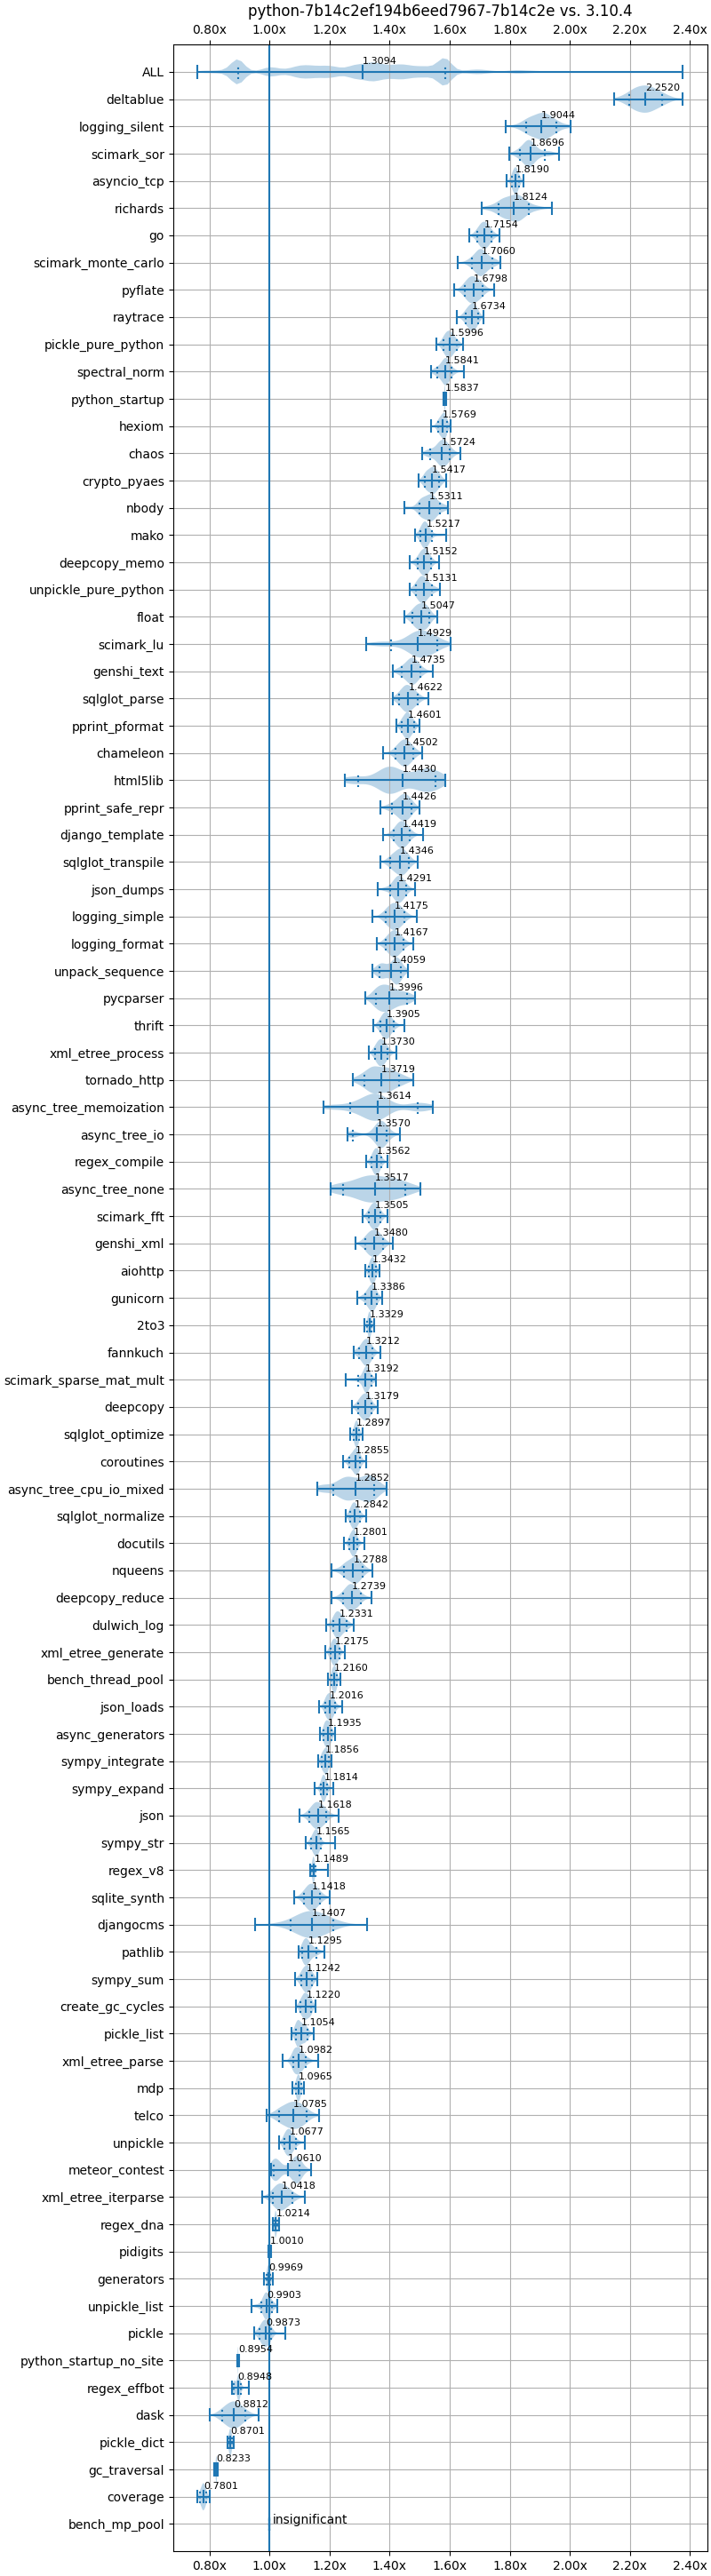 python-7b14c2ef194b6eed7967-7b14c2e vs. 3.10.4
0.80x 1.00x 1.20x 1.40x 1.60x 1.80x 2.00x 2.20x 2.40x
ALL 1.3094
deltablue 2.2520
logging_silent 1.9044
scimark_sor 1.8696
asyncio_tcp 1.8190
richards 1.8124
go 1.7154
scimark_monte_carlo 1.7060
pyflate 1.6798
raytrace 1.6734
pickle_pure_python 1.5996
spectral_norm 1.5841
python_startup 1.5837
hexiom 1.5769
chaos 1.5724
crypto_pyaes 1.5417
nbody 1.5311
mako 1.5217
deepcopy_memo 1.5152
unpickle_pure_python 1.5131
float 1.5047
scimark_lu 1.4929
genshi_text 1.4735
sqlglot_parse 1.4622
pprint_pformat 1.4601
chameleon 1.4502
html5lib 1.4430
pprint_safe_repr 1.4426
django_template 1.4419
sqlglot_transpile 1.4346
json_dumps 1.4291
logging_simple 1.4175
logging_format 1.4167
unpack_sequence 1.4059
pycparser 1.3996
thrift 1.3905
xml_etree_process 1.3730
tornado_http 1.3719
async_tree_memoization 1.3614
async_tree_io 1.3570
regex_compile 1.3562
async_tree_none 1.3517
scimark_fft 1.3505
genshi_xml 1.3480
aiohttp 1.3432
gunicorn 1.3386
2to3 1.3329
fannkuch 1.3212
scimark_sparse_mat_mult 1.3192
deepcopy 1.3179
sqlglot_optimize 1.2897
coroutines 1.2855
async_tree_cpu_io_mixed 1.2852
sqlglot_normalize 1.2842
docutils 1.2801
nqueens 1.2788
deepcopy_reduce 1.2739
dulwich_log 1.2331
xml_etree_generate 1.2175
bench_thread_pool 1.2160
json_loads 1.2016
async_generators 1.1935
sympy_integrate 1.1856
sympy_expand 1.1814
json 1.1618
sympy_str 1.1565
regex_v8 1.1489
sqlite_synth 1.1418
djangocms 1.1407
pathlib 1.1295
sympy_sum 1.1242
create_gc_cycles 1.1220
pickle_list 1.1054
xml_etree_parse 1.0982
mdp 1.0965
telco 1.0785
unpickle 1.0677
meteor_contest 1.0610
xml_etree_iterparse 1.0418
regex_dna 1.0214
pidigits 1.0010
generators 0.9969
unpickle_list 0.9903
pickle 0.9873
python_startup_no_site 0.8954
regex_effbot 0.8948
dask 0.8812
pickle_dict 0.8701
gc_traversal 0.8233
coverage 0.7801
bench_mp_pool insignificant
0.80x 1.00x 1.20x 1.40x 1.60x 1.80x 2.00x 2.20x 2.40x